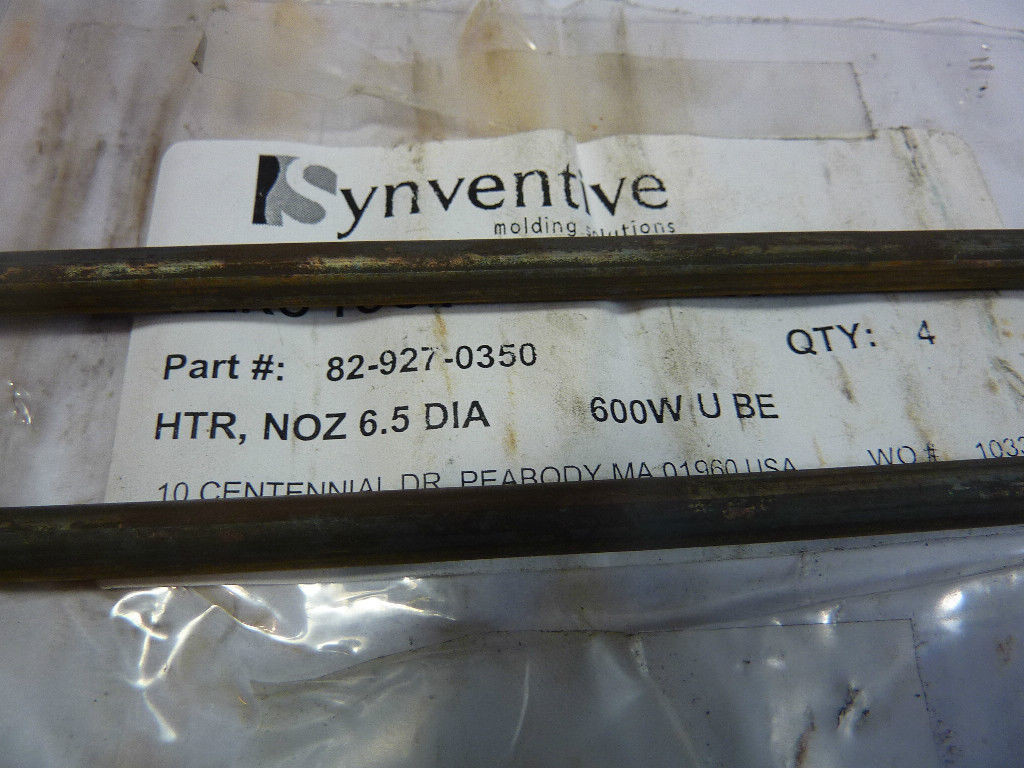 Synventive
molding solutions
Part #: 82-927-0350 QTY: 4
HTR, NOZ 6.5 DIA 600W U BE
10 CENTENNIAL DR, PEABODY MA 01960 USA WO #